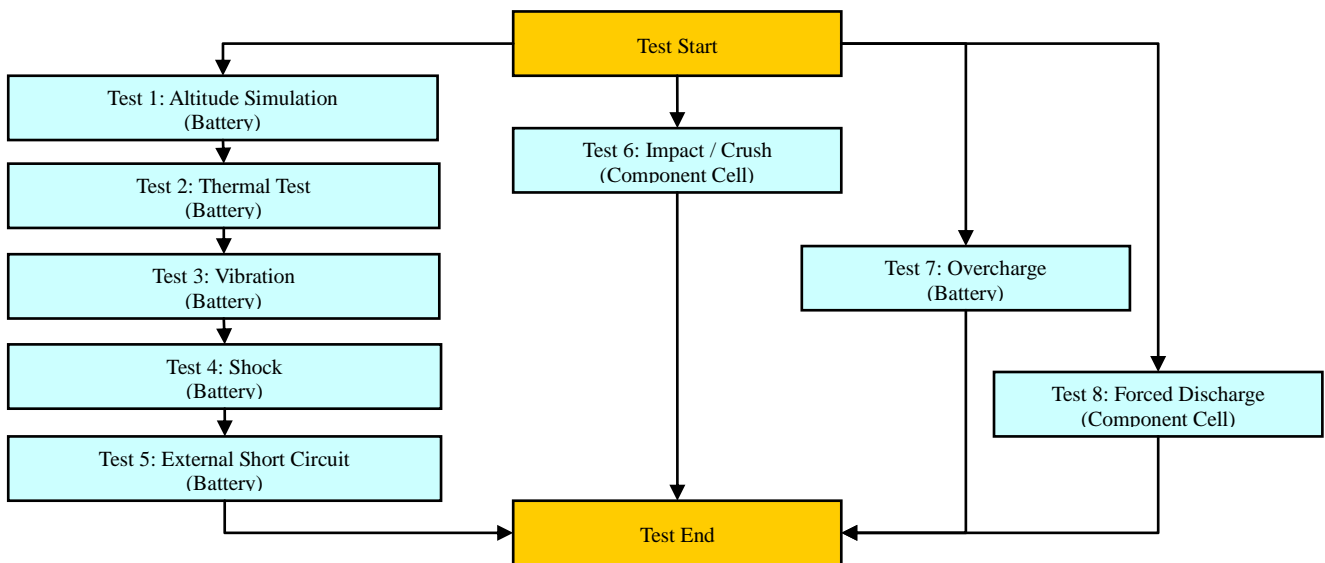 Test Start
Test 1: Altitude Simulation
(Battery)
Test 2: Thermal Test
(Battery)
Test 3: Vibration
(Battery)
Test 4: Shock
(Battery)
Test 5: External Short Circuit
(Battery)
Test 6: Impact / Crush
(Component Cell)
Test 7: Overcharge
(Battery)
Test 8: Forced Discharge
(Component Cell)
Test End